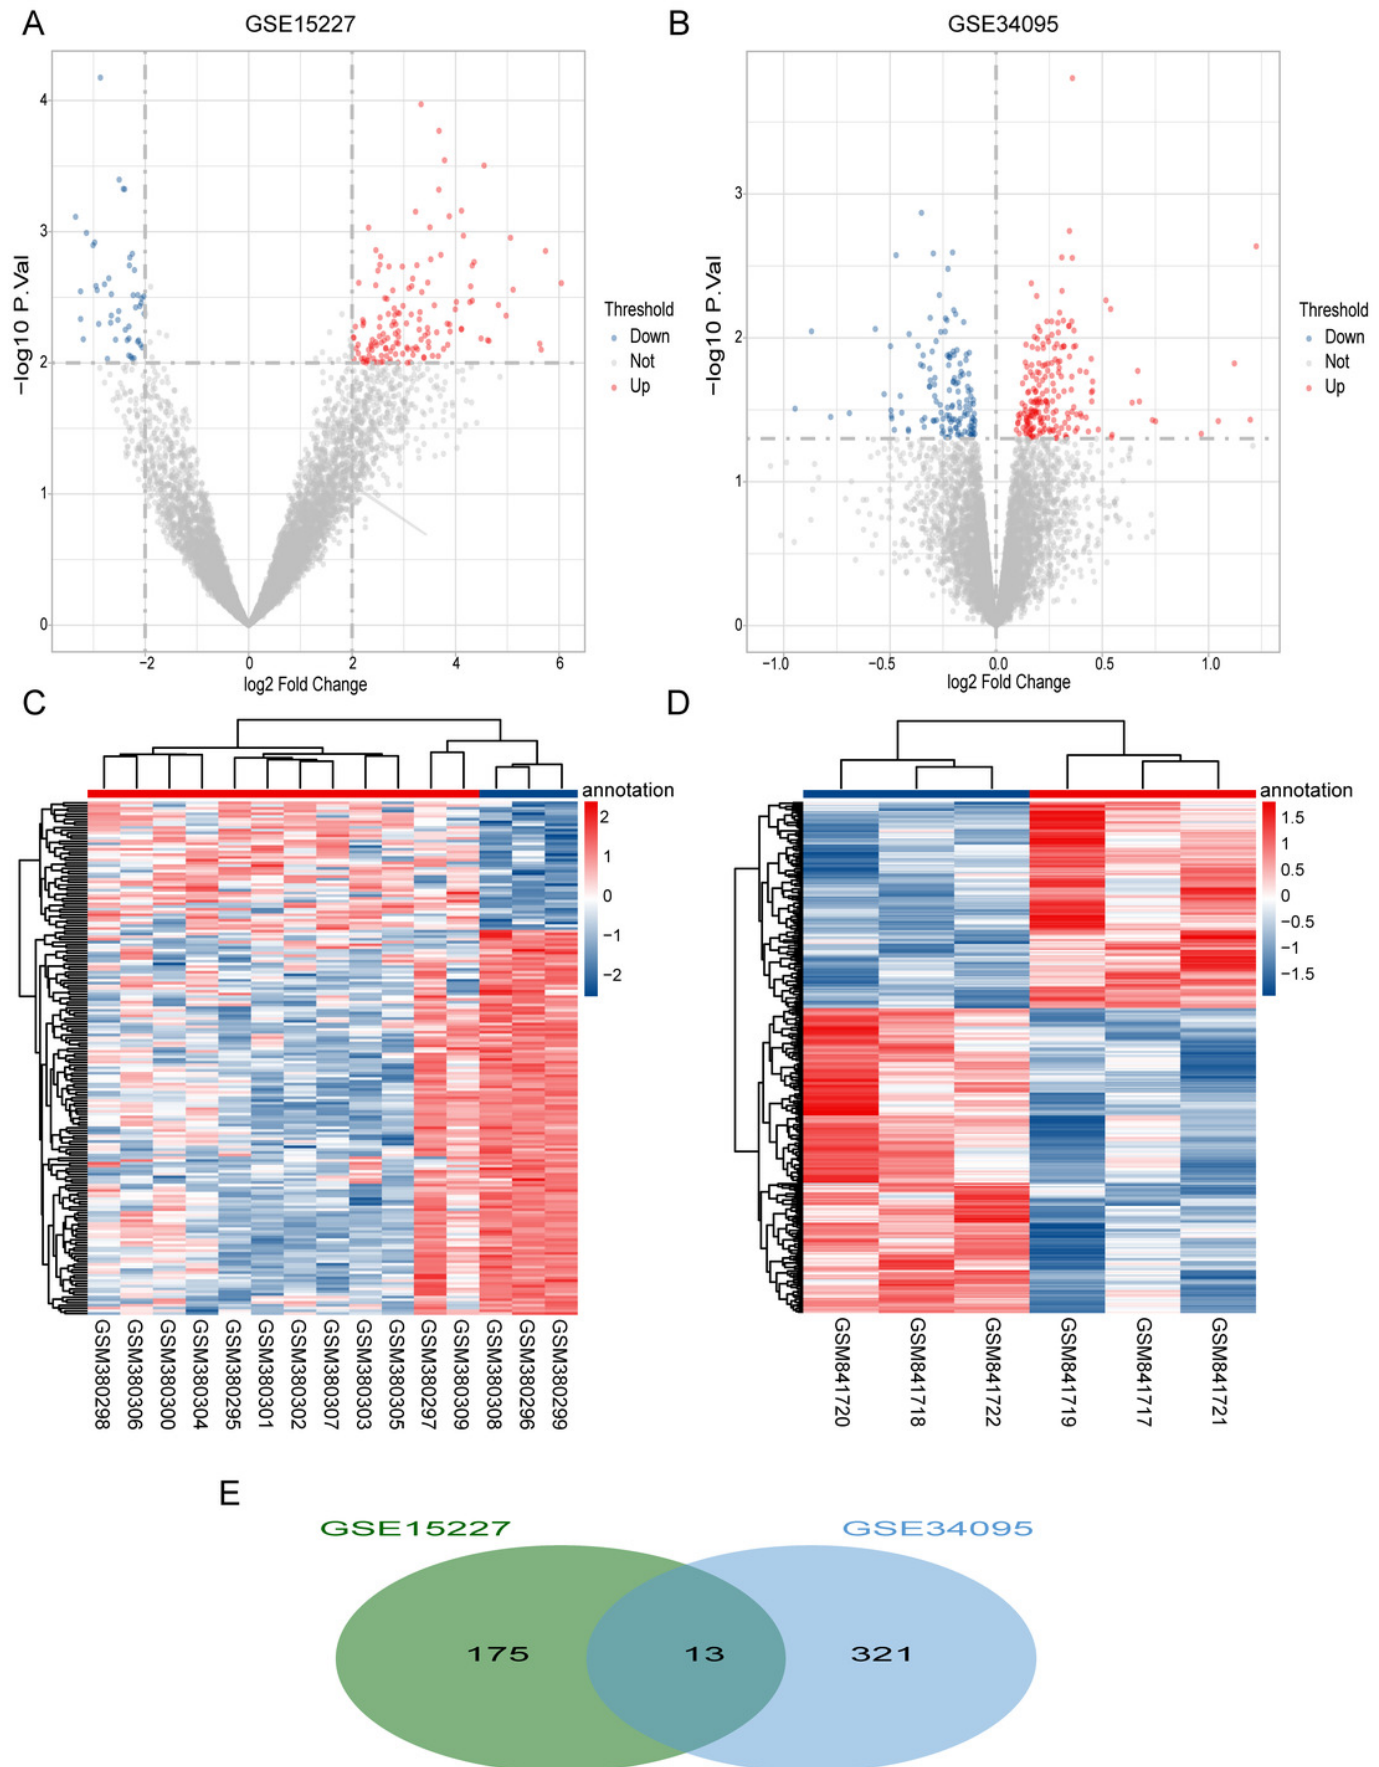 A
GSE15227
B
GSE34095
4
3
2
1
0
−log10 P.Val
−2
0
2
4
6
log2 Fold Change
Threshold
Down
Not
Up
3
2
1
0
−log10 P.Val
−1.0
−0.5
0.0
0.5
1.0
log2 Fold Change
Threshold
Down
Not
Up
C
annotation
2
1
0
−1
−2
GSM380298
GSM380306
GSM380300
GSM380304
GSM380295
GSM380301
GSM380302
GSM380307
GSM380303
GSM380305
GSM380297
GSM380309
GSM380308
GSM380296
GSM380299
D
annotation
1.5
1
0.5
0
−0.5
−1
−1.5
GSM841720
GSM841718
GSM841722
GSM841719
GSM841717
GSM841721
E
GSE15227
GSE34095
175
13
321